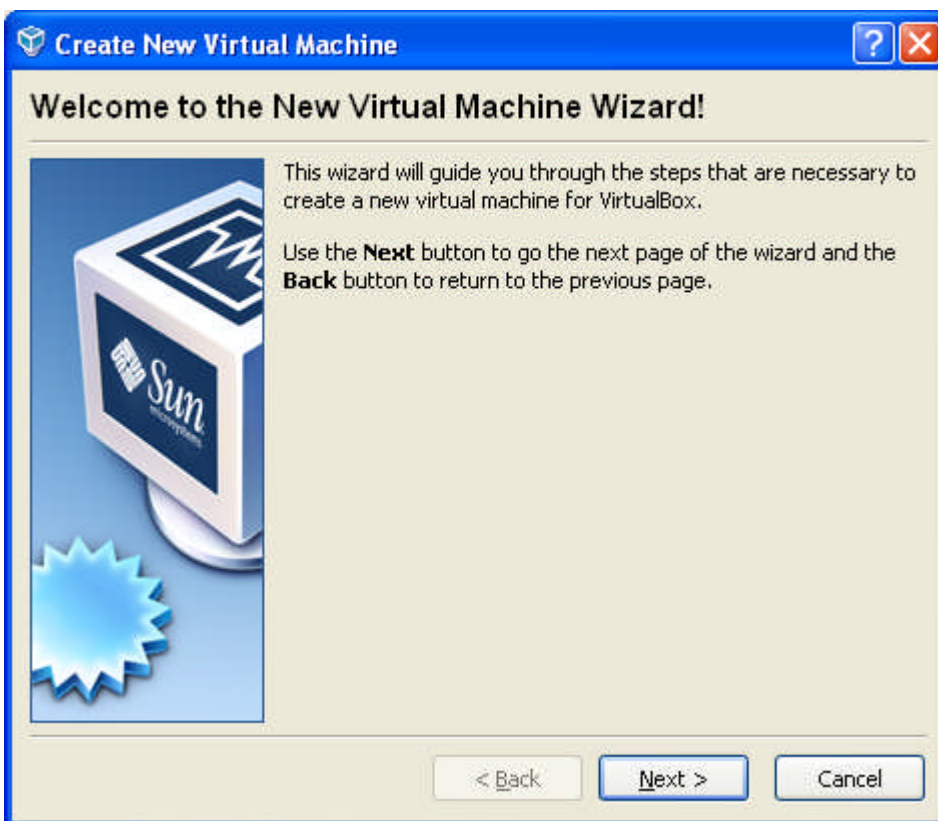 Create New Virtual Machine
Welcome to the New Virtual Machine Wizard!
This wizard will guide you through the steps that are necessary to
create a new virtual machine for VirtualBox.
Use the Next button to go the next page of the wizard and the
Back button to return to the previous page.
Sun
microsystems
< Back
Next >
Cancel